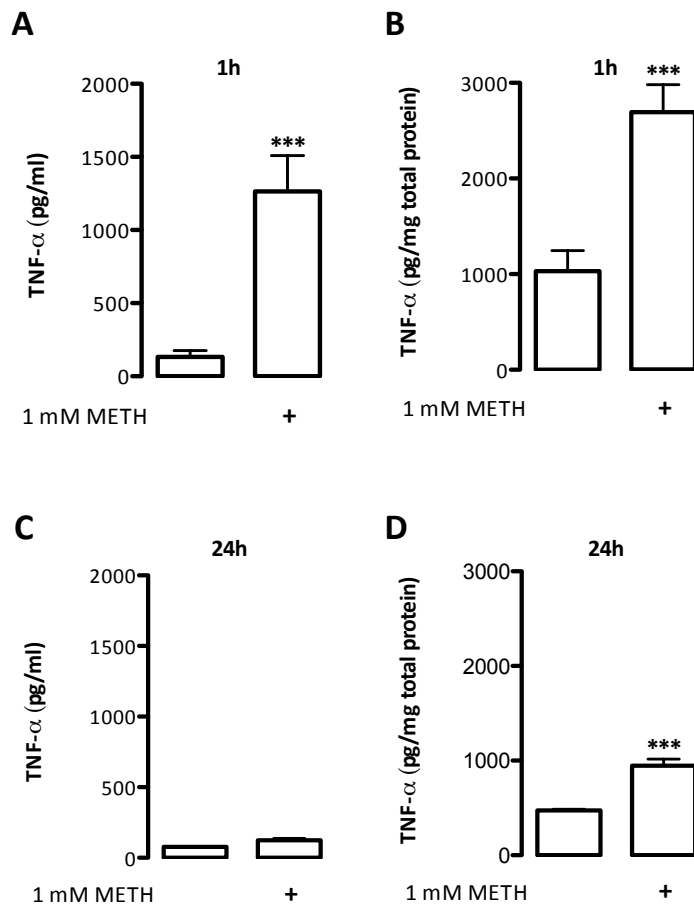 A
1h
TNF-α (pg/ml)
2000
1500
1000
500
0
***
1 mM METH +
B
1h
TNF-α (pg/mg total protein)
3000
2000
1000
0
***
1 mM METH +
C
24h
TNF-α (pg/ml)
2000
1500
1000
500
0
1 mM METH +
D
24h
TNF-α (pg/mg total protein)
3000
2000
1000
0
***
1 mM METH +